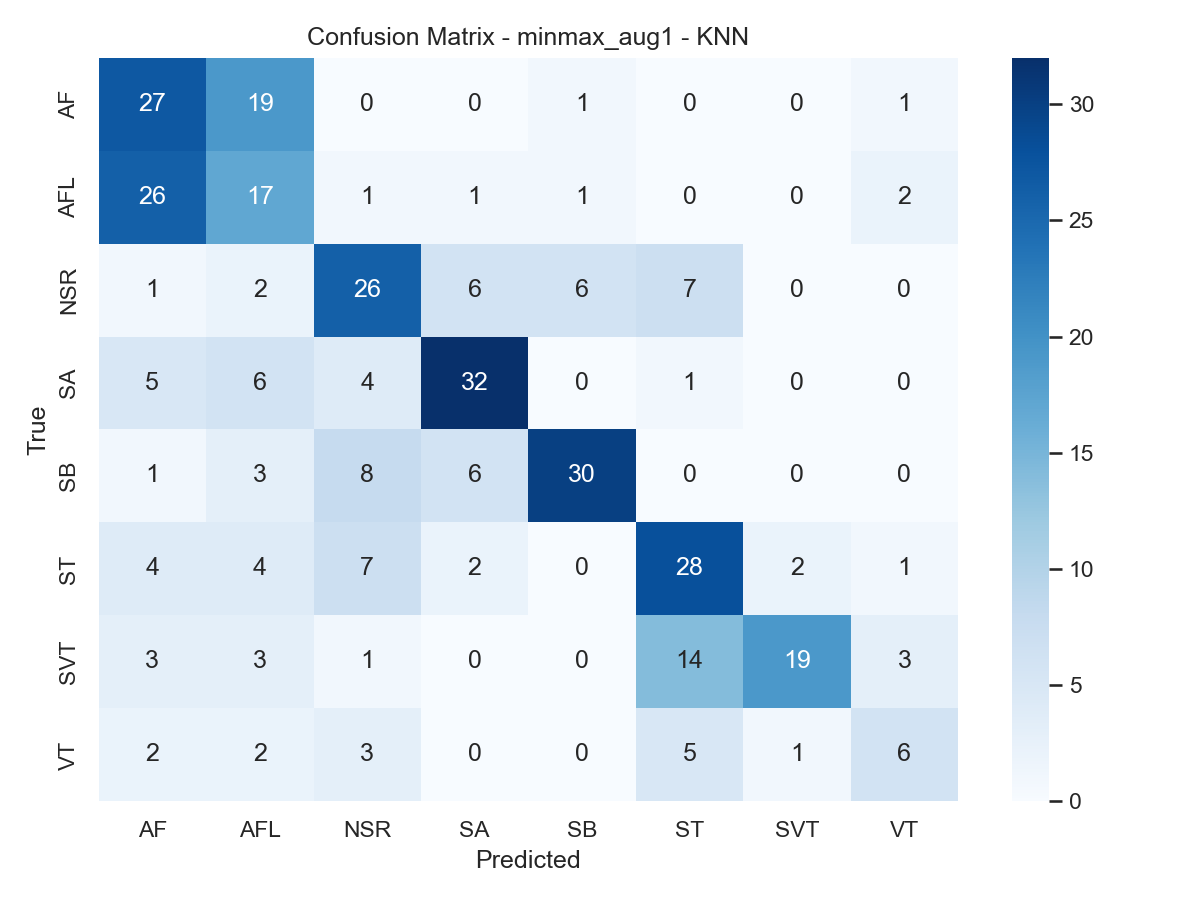 Confusion Matrix - minmax_aug1 - KNN
AF 27 19 0 0 1 0 0 1
AFL 26 17 1 1 1 0 0 2
NSR 1 2 26 6 6 7 0 0
SA 5 6 4 32 0 1 0 0
SB 1 3 8 6 30 0 0 0
ST 4 4 7 2 0 28 2 1
SVT 3 3 1 0 0 14 19 3
VT 2 2 3 0 0 5 1 6
AF AFL NSR SA SB ST SVT VT
Predicted
True
30
25
20
15
10
5
0